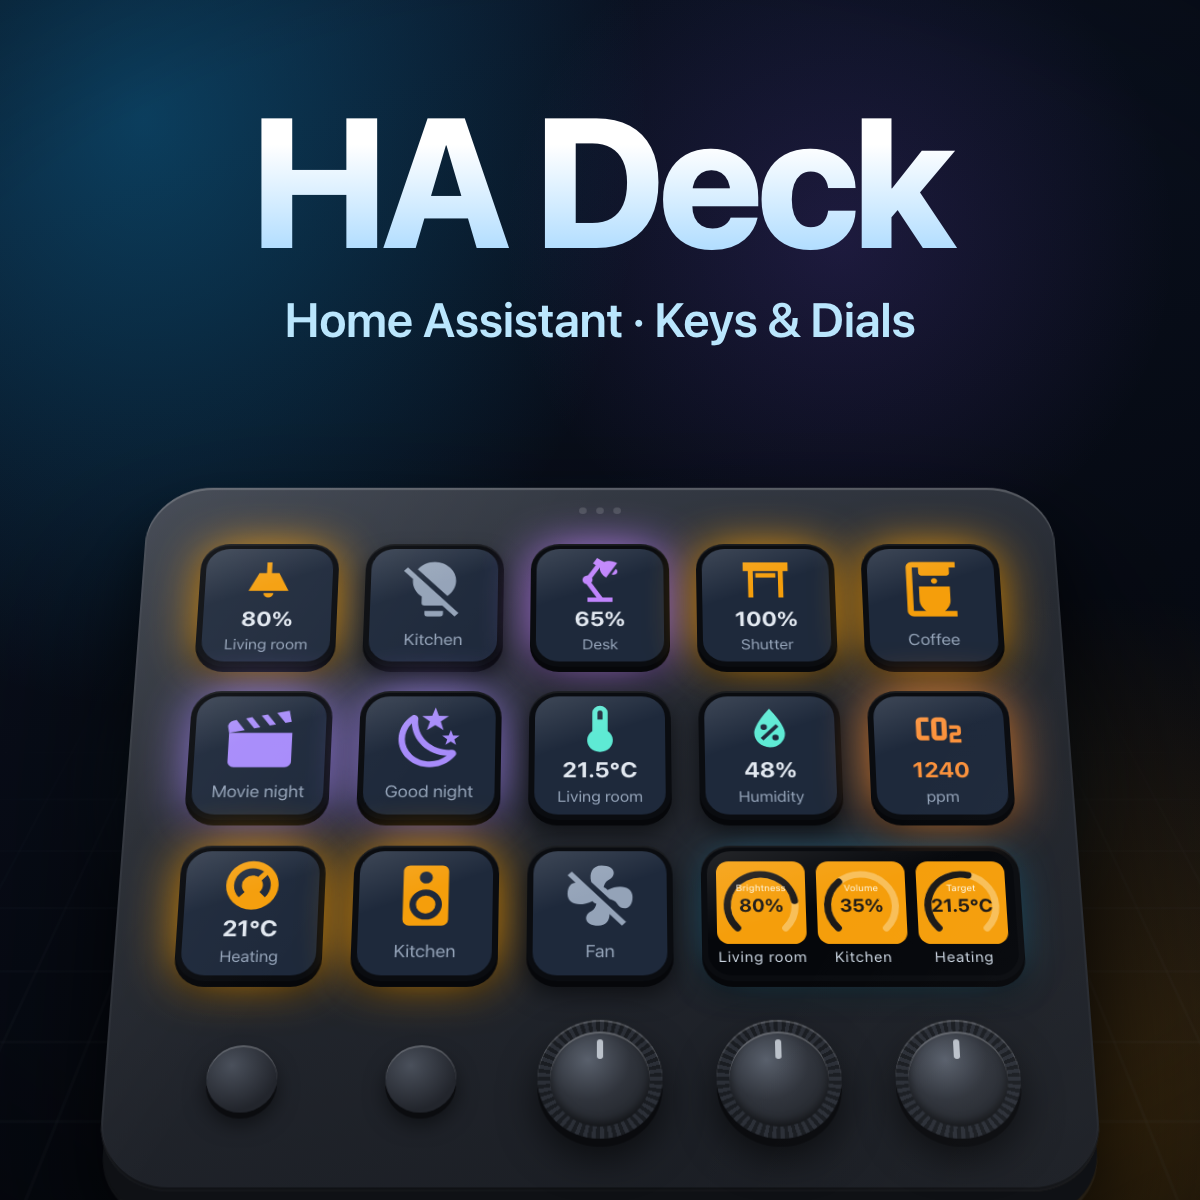 HA Deck
Home Assistant · Keys & Dials
80%
Living room
Kitchen
65%
Desk
100%
Shutter
Coffee
Movie night
Good night
21.5°C
Living room
48%
Humidity
CO2
1240
ppm
21°C
Heating
Kitchen
Fan
Brightness
80%
Living room
Volume
35%
Kitchen
Target
21.5°C
Heating